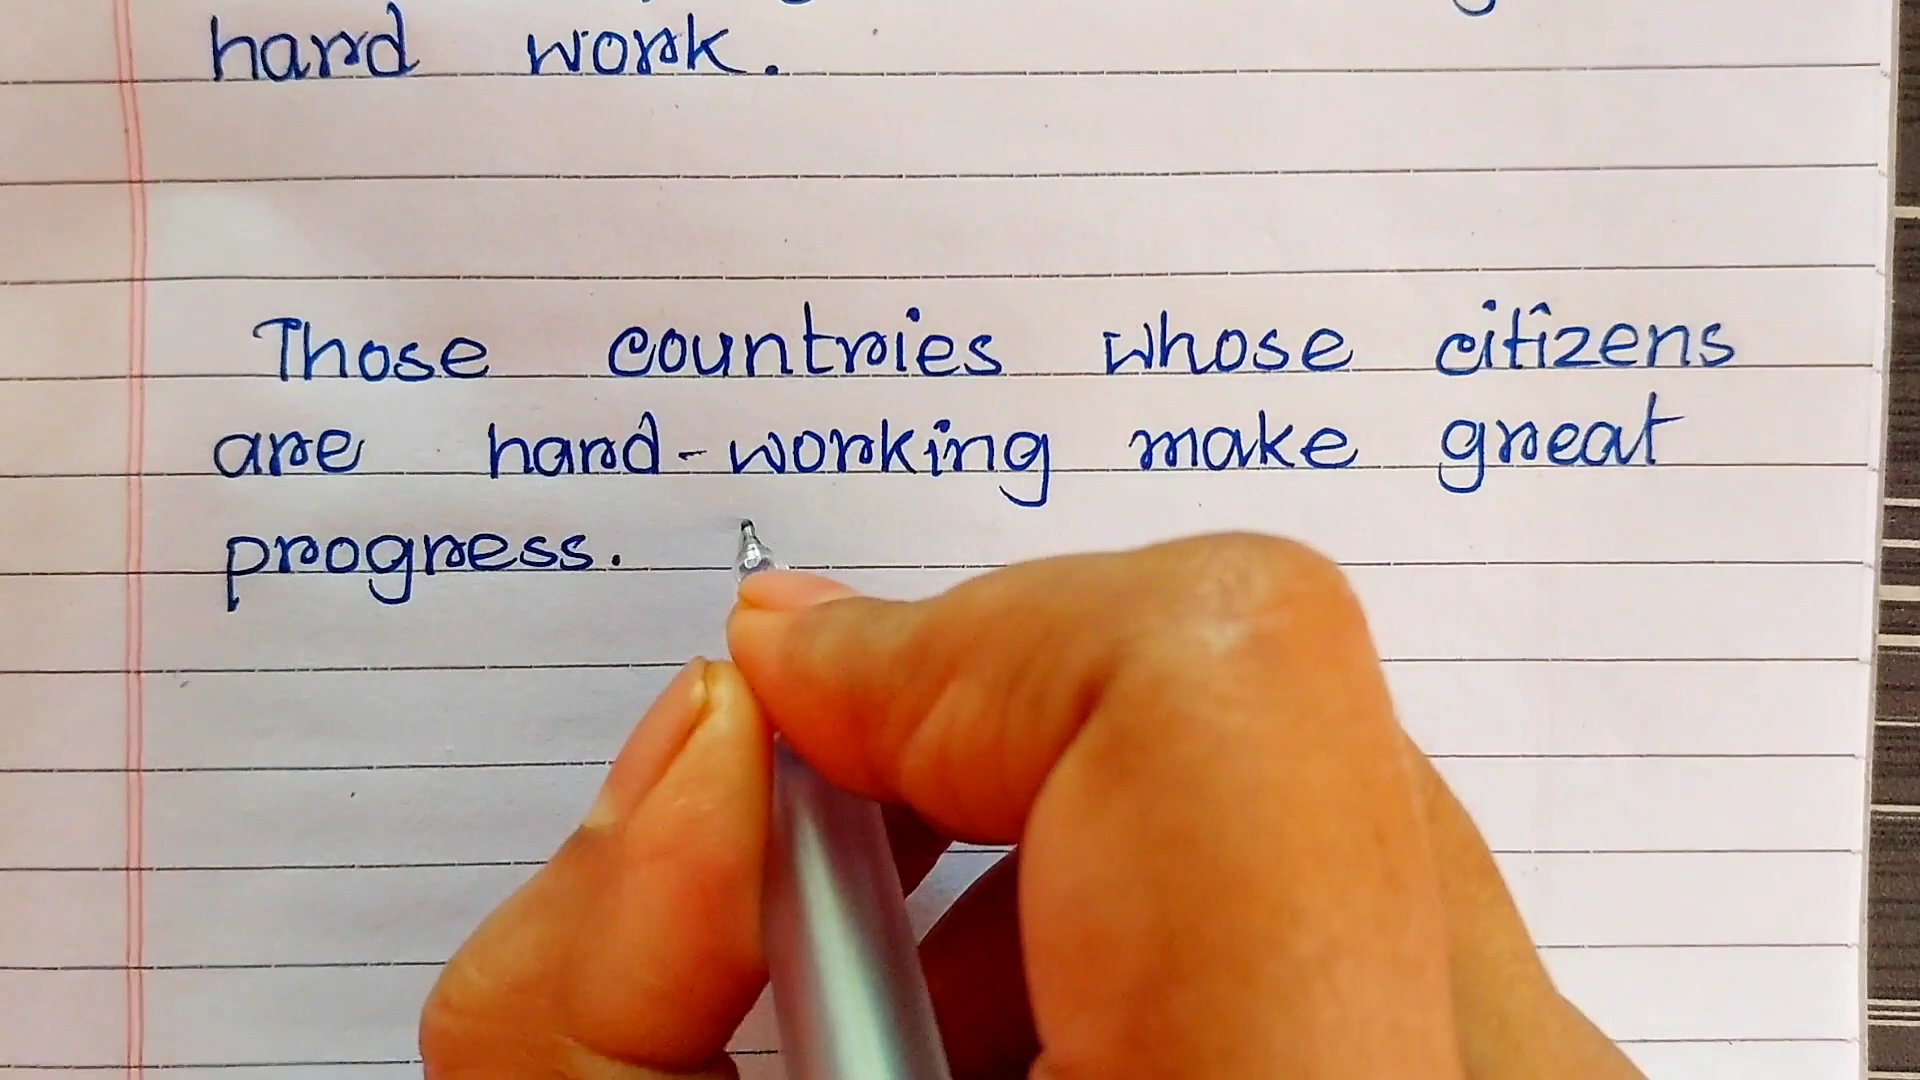 hard work.
Those countries whose citizens
are hard-working make great
progress.